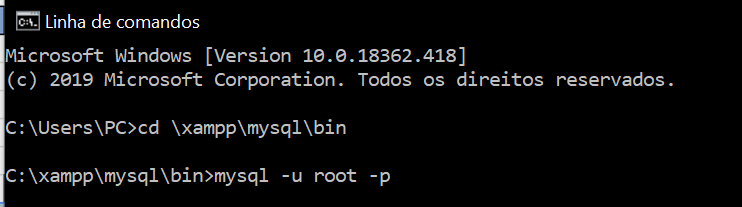 Linha de comandos
Microsoft Windows [Version 10.0.18362.418]
(c) 2019 Microsoft Corporation. Todos os direitos reservados.
C:\Users\PC>cd \xampp\mysql\bin
C:\xampp\mysql\bin>mysql -u root -p